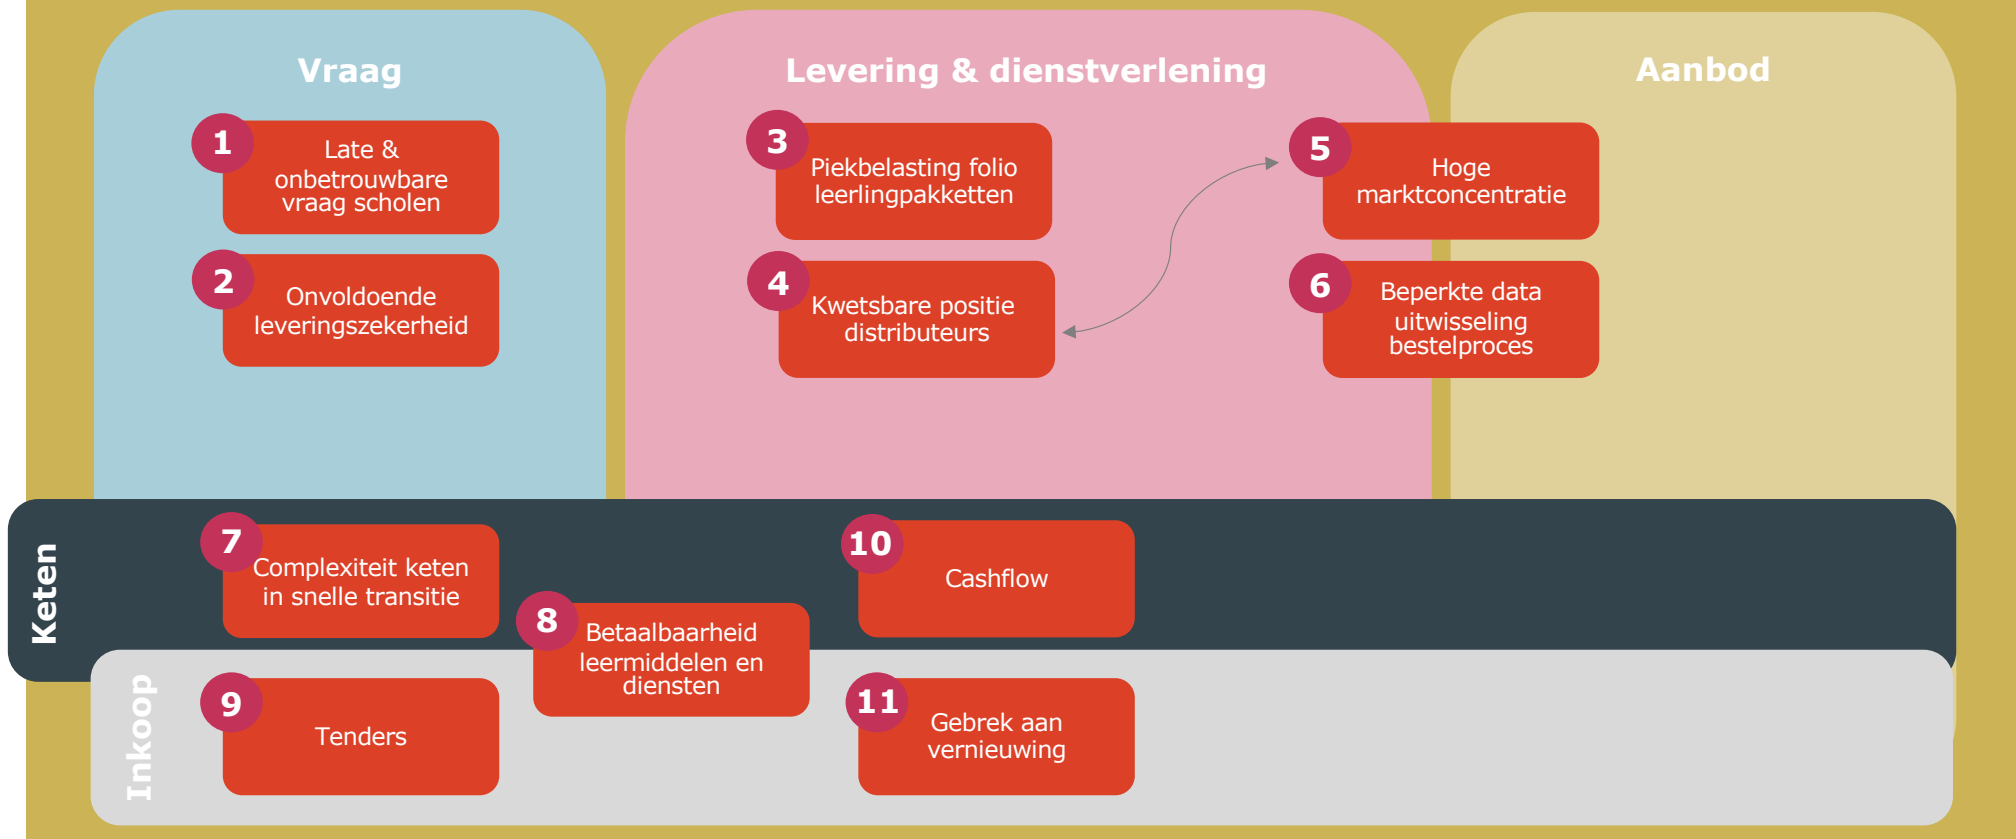 Vraag
Levering & dienstverlening
Aanbod
1
Late &
onbetrouwbare
vraag scholen
2
Onvoldoende
leveringszekerheid
3
Piekbelasting folio
leerlingpakketten
4
Kwetsbare positie
distributeurs
5
Hoge
marktconcentratie
6
Beperkte data
uitwisseling
bestelproces
Keten
7
Complexiteit keten
in snelle transitie
8
Betaalbaarheid
leermiddelen en
diensten
10
Cashflow
Inkoop
9
Tenders
11
Gebrek aan
vernieuwing